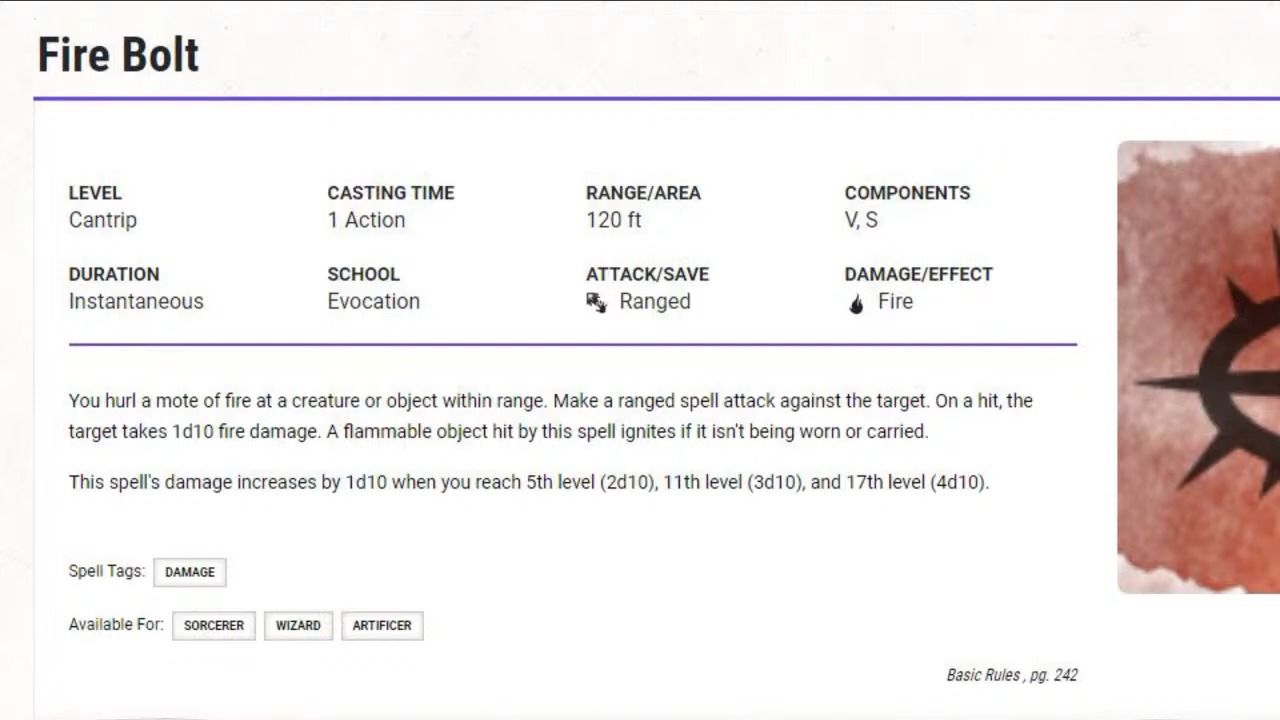 Fire Bolt
LEVEL CASTING TIME RANGE/AREA COMPONENTS
Cantrip 1 Action 120 ft V, S
DURATION SCHOOL ATTACK/SAVE DAMAGE/EFFECT
Instantaneous Evocation Ranged Fire
You hurl a mote of fire at a creature or object within range. Make a ranged spell attack against the target. On a hit, the
target takes 1d10 fire damage. A flammable object hit by this spell ignites if it isn't being worn or carried.
This spell's damage increases by 1d10 when you reach 5th level (2d10), 11th level (3d10), and 17th level (4d10).
Spell Tags: DAMAGE
Available For: SORCERER WIZARD ARTIFICER
Basic Rules , pg. 242